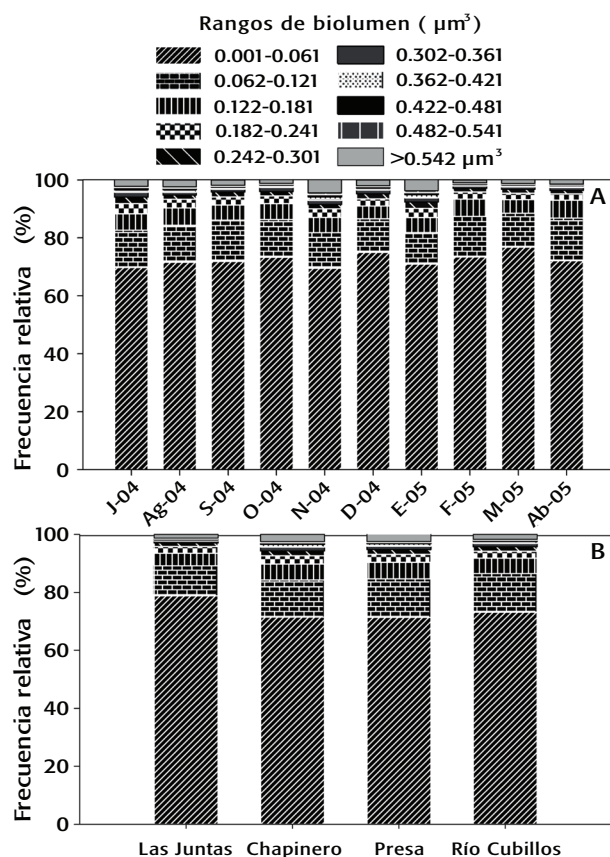 Rangos de biolumen ( µm³)
0.001-0.061 0.302-0.361
0.062-0.121 0.362-0.421
0.122-0.181 0.422-0.481
0.182-0.241 0.482-0.541
0.242-0.301 >0.542 µm³
A
Frecuencia relativa (%)
100
80
60
40
20
0
J-04 Ag-04 S-04 O-04 N-04 D-04 E-05 F-05 M-05 Ab-05
B
Frecuencia relativa (%)
100
80
60
40
20
0
Las Juntas Chapinero Presa Río Cubillos